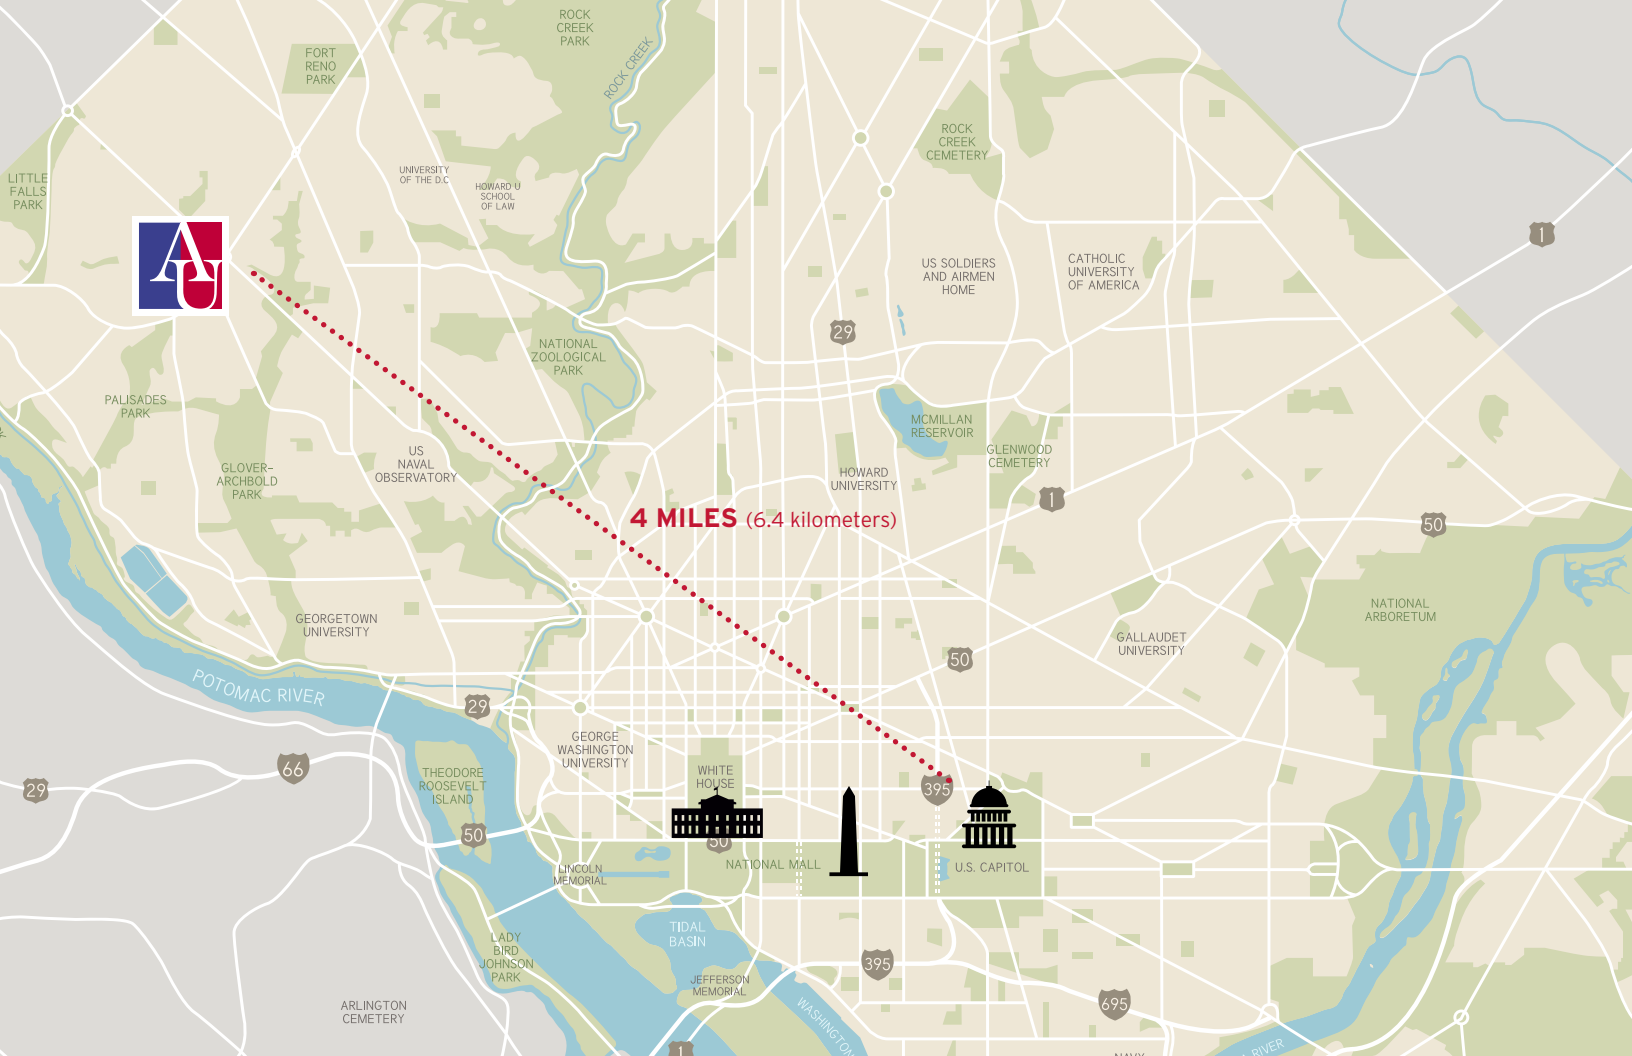 ROCK
CREEK
PARK
ROCK CREEK
FORT
RENO
PARK
ROCK
CREEK
CEMETERY
UNIVERSITY
OF THE D.C
HOWARD U
SCHOOL
OF LAW
LITTLE
FALLS
PARK
AU
1
US SOLDIERS
AND AIRMEN
HOME
CATHOLIC
UNIVERSITY
OF AMERICA
29
NATIONAL
ZOOLOGICAL
PARK
PALISADES
PARK
MCMILLAN
RESERVOIR
GLENWOOD
CEMETERY
US
NAVAL
OBSERVATORY
GLOVER-
ARCHBOLD
PARK
HOWARD
UNIVERSITY
1
4 MILES (6.4 kilometers)
50
NATIONAL
ARBORETUM
GEORGETOWN
UNIVERSITY
GALLAUDET
UNIVERSITY
50
POTOMAC RIVER
29
GEORGE
WASHINGTON
UNIVERSITY
66
29
THEODORE
ROOSEVELT
ISLAND
WHITE
HOUSE
395
50
50
NATIONAL MALL
U.S. CAPITOL
LINCOLN
MEMORIAL
TIDAL
BASIN
LADY
BIRD
JOHNSON
PARK
395
JEFFERSON
MEMORIAL
695
ARLINGTON
CEMETERY
WASHINGTON
1
NAVY
RIVER